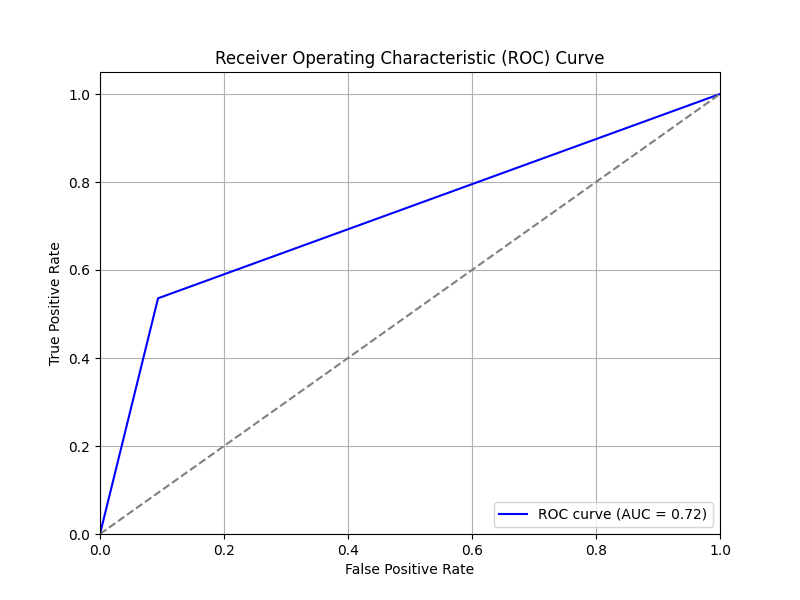 Receiver Operating Characteristic (ROC) Curve
1.0
0.8
0.6
0.4
0.2
0.0
True Positive Rate
ROC curve (AUC = 0.72)
0.0 0.2 0.4 0.6 0.8 1.0
False Positive Rate